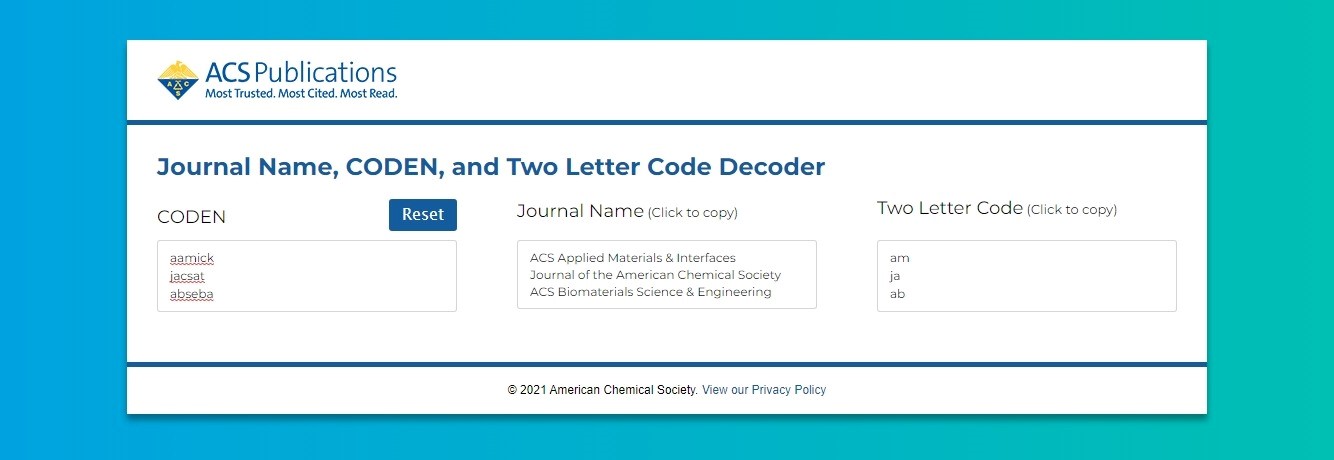 ACS Publications
Most Trusted. Most Cited. Most Read.
A C S
Journal Name, CODEN, and Two Letter Code Decoder
CODEN
Reset
aamick
jacsat
abseba
Journal Name (Click to copy)
ACS Applied Materials & Interfaces
Journal of the American Chemical Society
ACS Biomaterials Science & Engineering
Two Letter Code (Click to copy)
am
ja
ab
© 2021 American Chemical Society. View our Privacy Policy